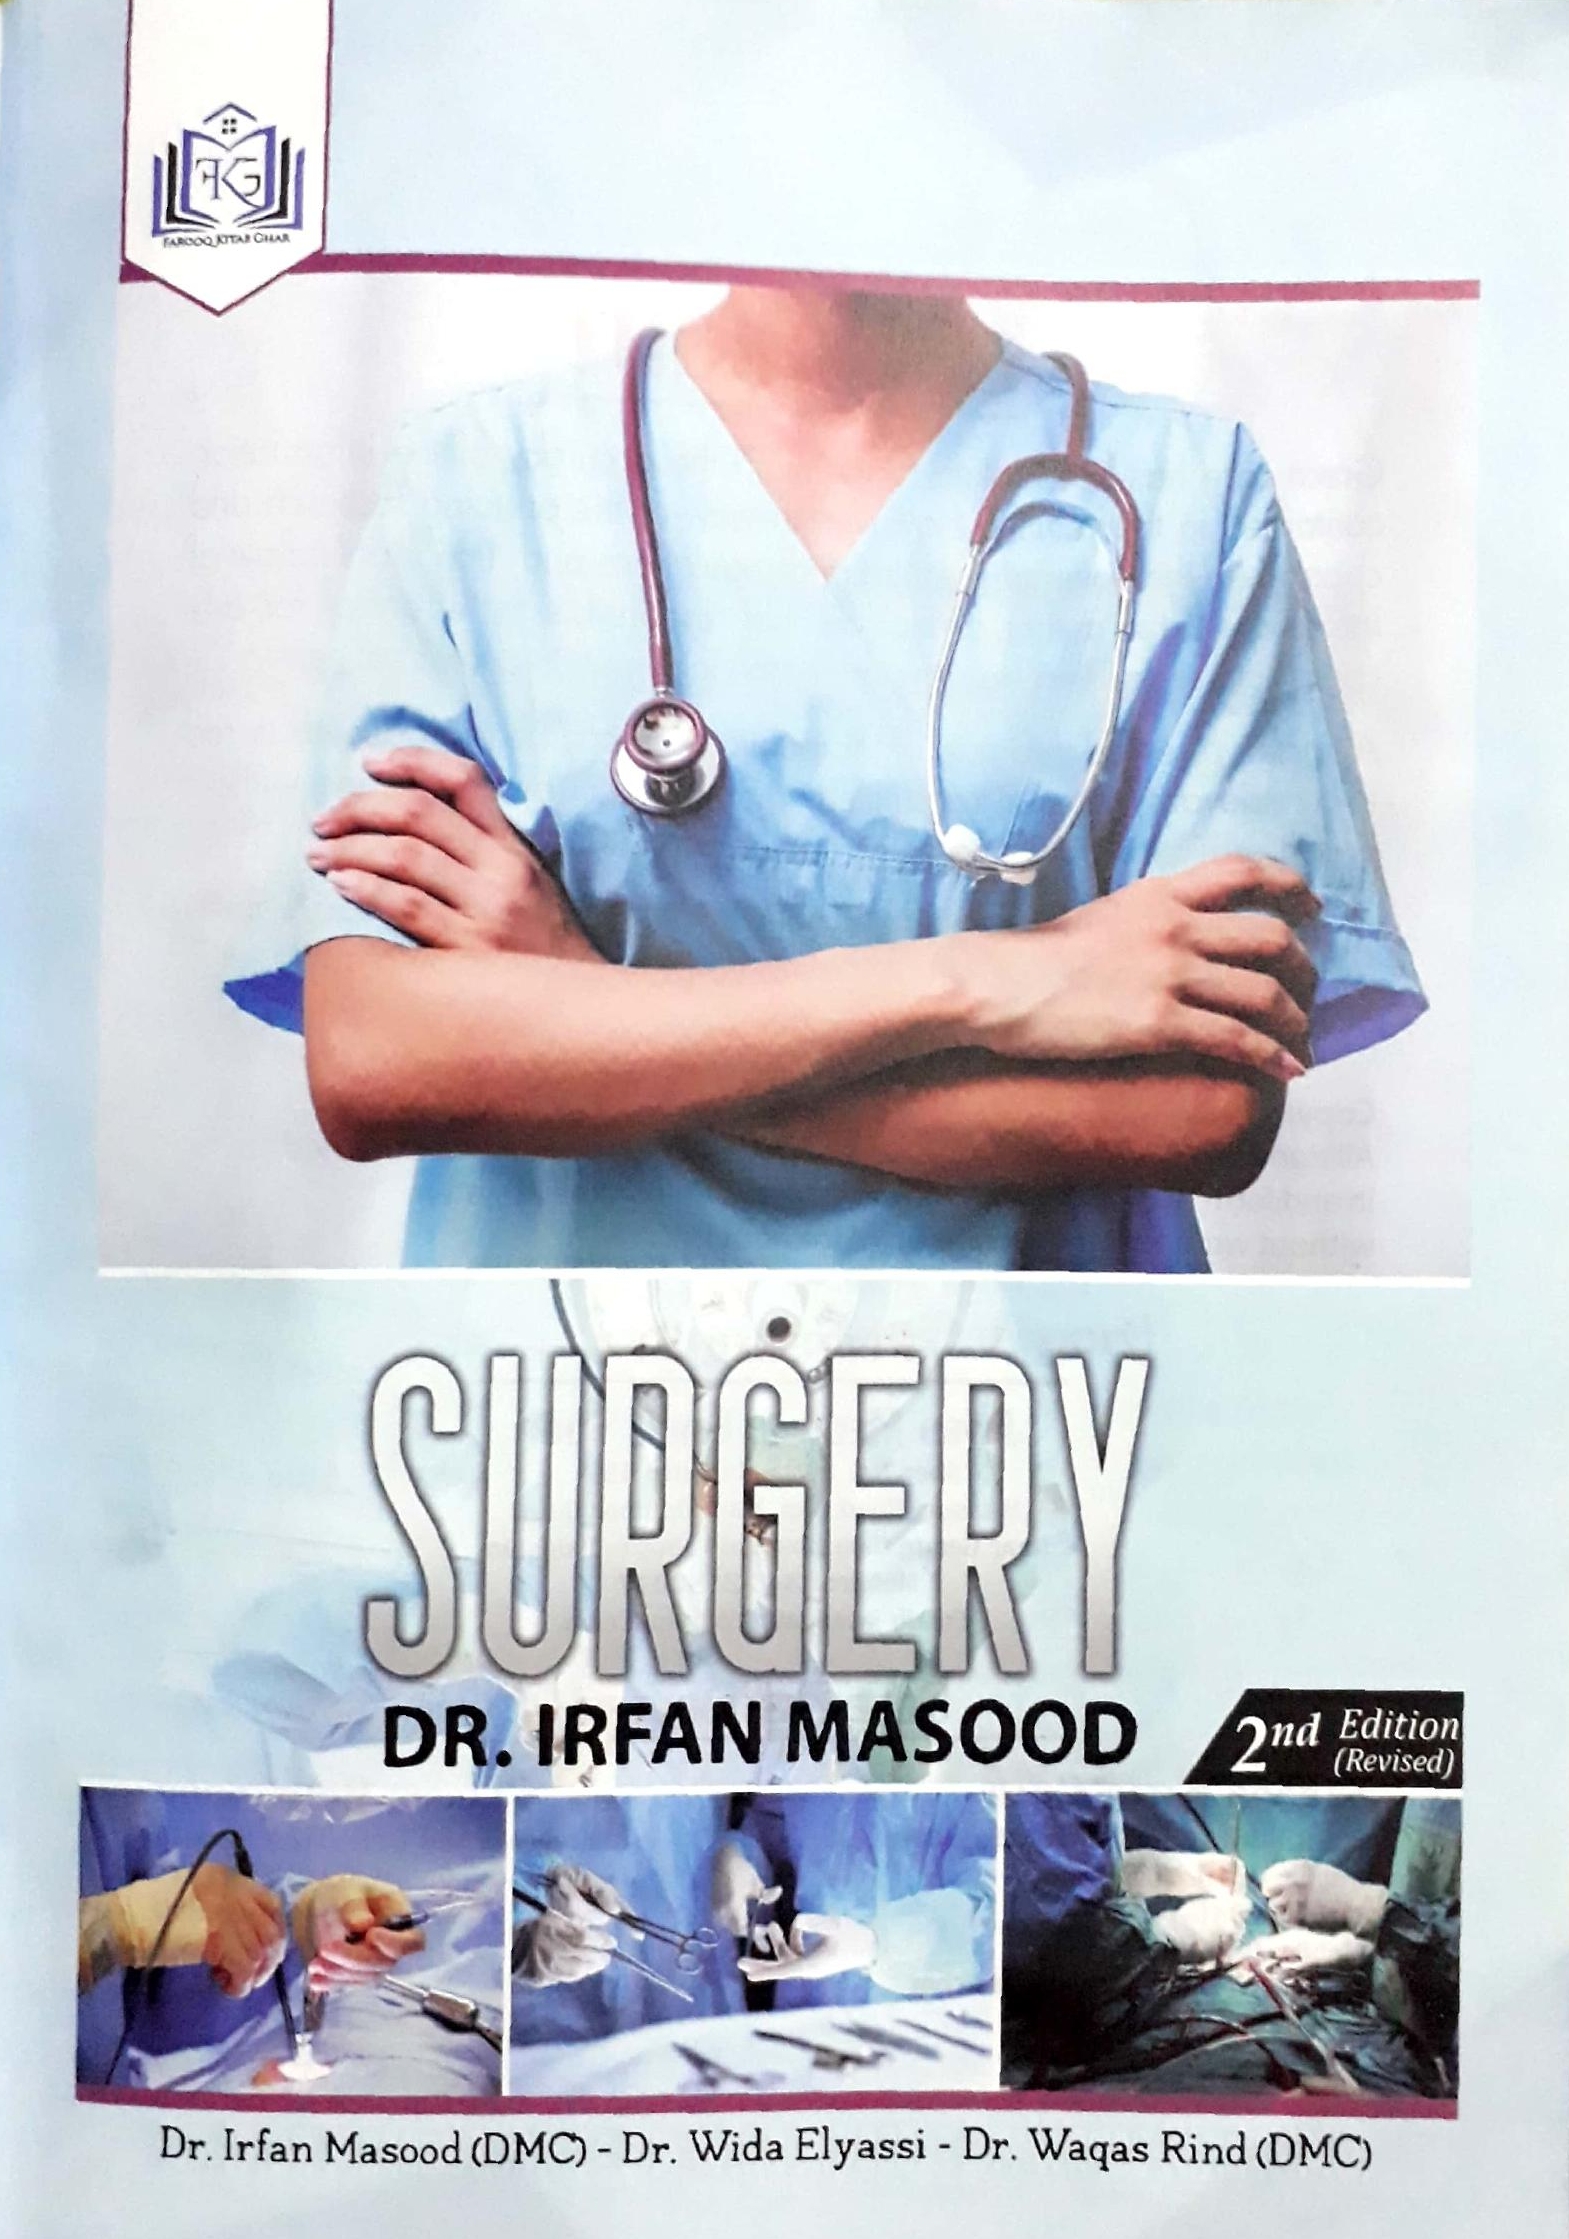 FKG
FAROOQ KITAB GHAR
SURGERY
DR. IRFAN MASOOD
2nd Edition
(Revised)
Dr. Irfan Masood (DMC) - Dr. Wida Elyassi - Dr. Waqas Rind (DMC)